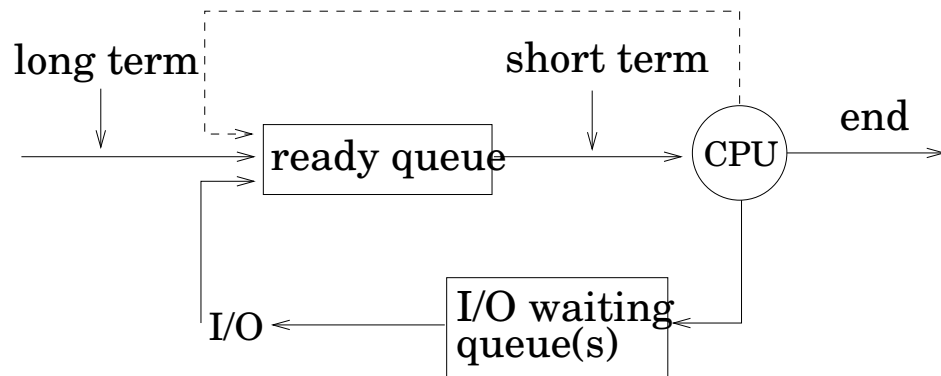 long term
short term
end
ready queue
CPU
I/O
I/O waiting
queue(s)